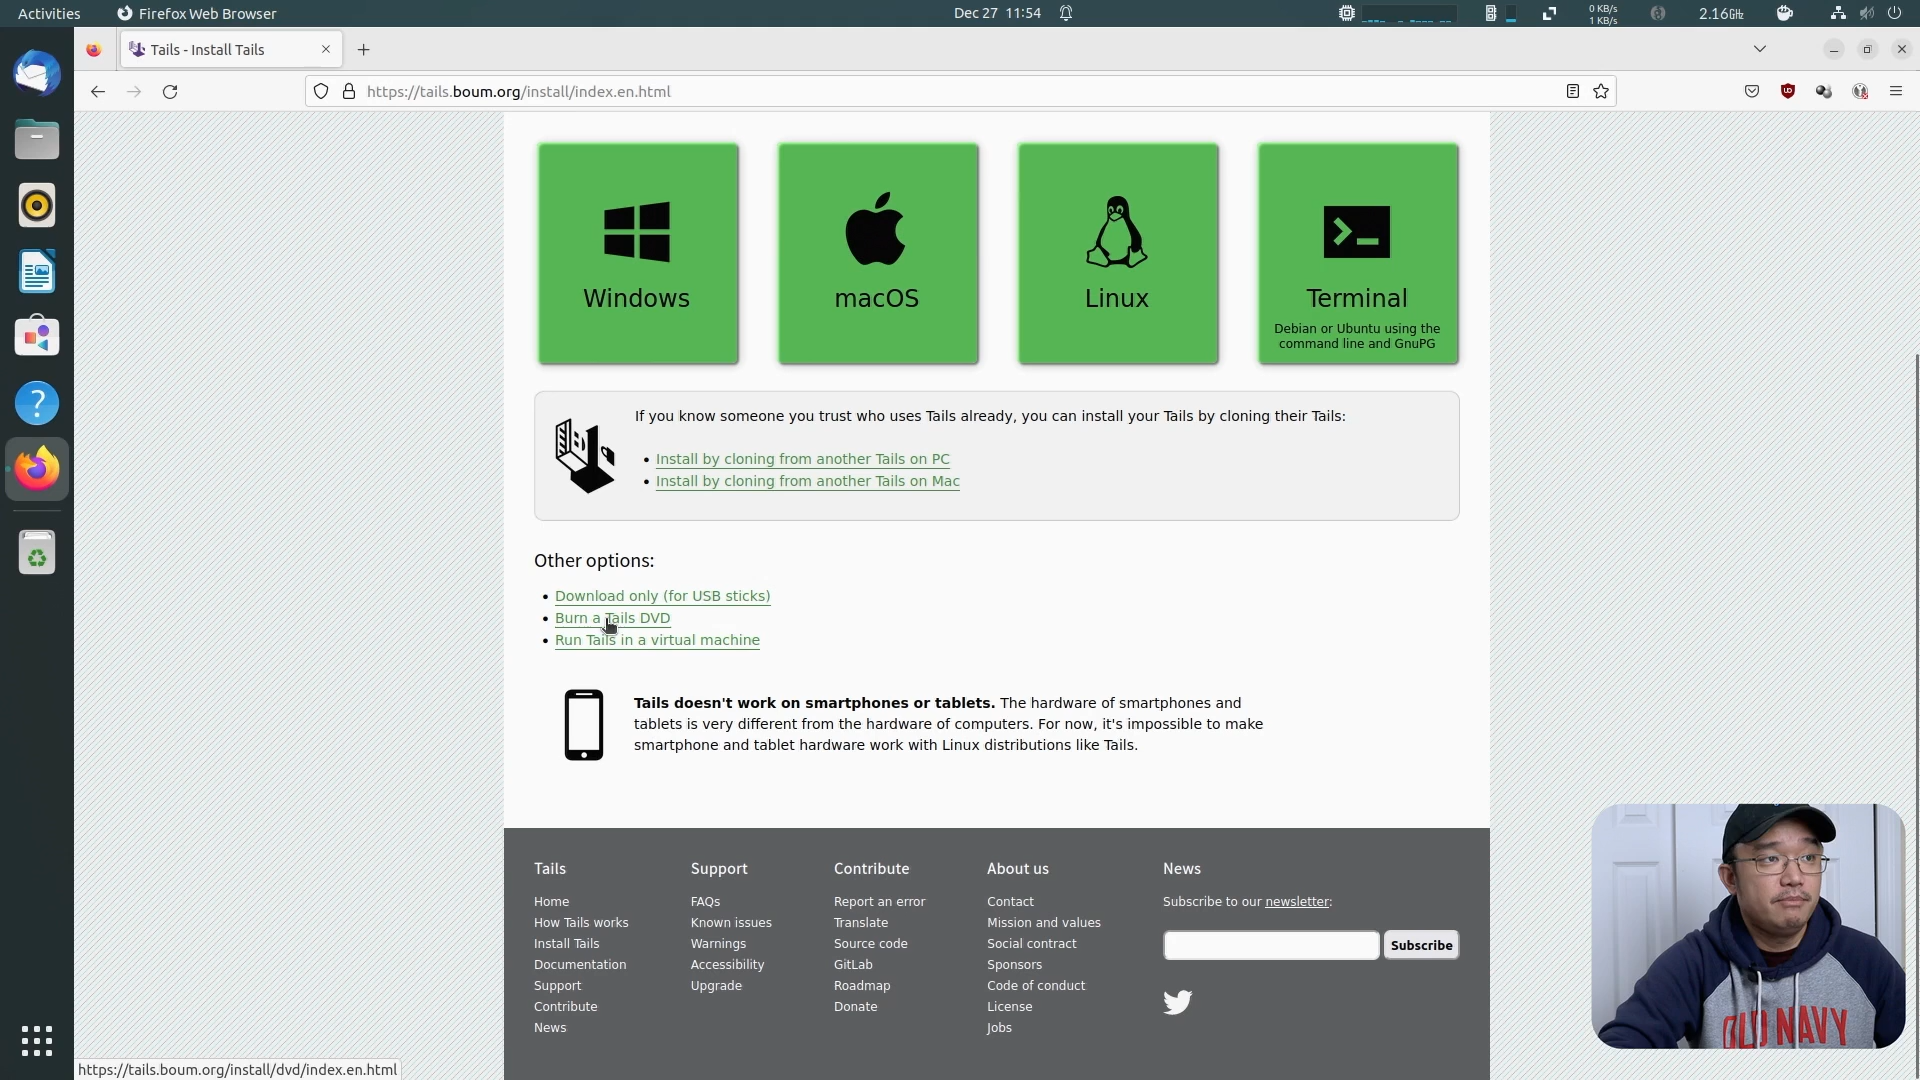 Activities
Firefox Web Browser
Dec 27 11:54
0 KB/s
1 KB/s
2.16GHz
Tails - Install Tails
https://tails.boum.org/install/index.en.html
Windows
macOS
Linux
Terminal
Debian or Ubuntu using the
command line and GnuPG
If you know someone you trust who uses Tails already, you can install your Tails by cloning their Tails:
• Install by cloning from another Tails on PC
• Install by cloning from another Tails on Mac
Other options:
• Download only (for USB sticks)
• Burn a Tails DVD
• Run Tails in a virtual machine
Tails doesn't work on smartphones or tablets. The hardware of smartphones and
tablets is very different from the hardware of computers. For now, it's impossible to make
smartphone and tablet hardware work with Linux distributions like Tails.
Tails
Home
How Tails works
Install Tails
Documentation
Support
Contribute
News
Support
FAQs
Known issues
Warnings
Accessibility
Upgrade
Contribute
Report an error
Translate
Source code
GitLab
Roadmap
Donate
About us
Contact
Mission and values
Social contract
Sponsors
Code of conduct
License
Jobs
News
Subscribe to our newsletter:
Subscribe
OLD NAVY
https://tails.boum.org/install/dvd/index.en.html